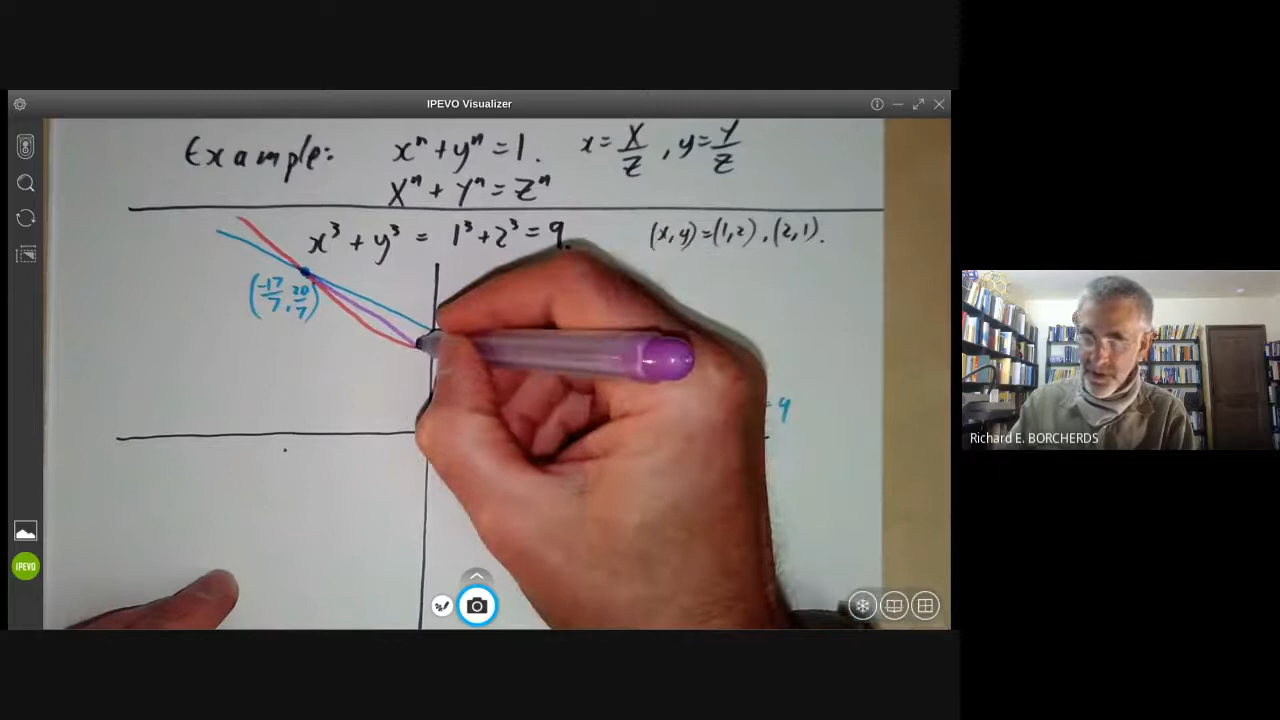 IPEVO Visualizer
Example: xⁿ + yⁿ = 1. x = X/Z, y = Y/Z
Xⁿ + Yⁿ = Zⁿ
x³ + y³ = 1³ + 2³ = 9. (x, y) = (1, 2), (2, 1).
(-17/7, 20/7)
= 9
Richard E. BORCHERDS
IPEVO